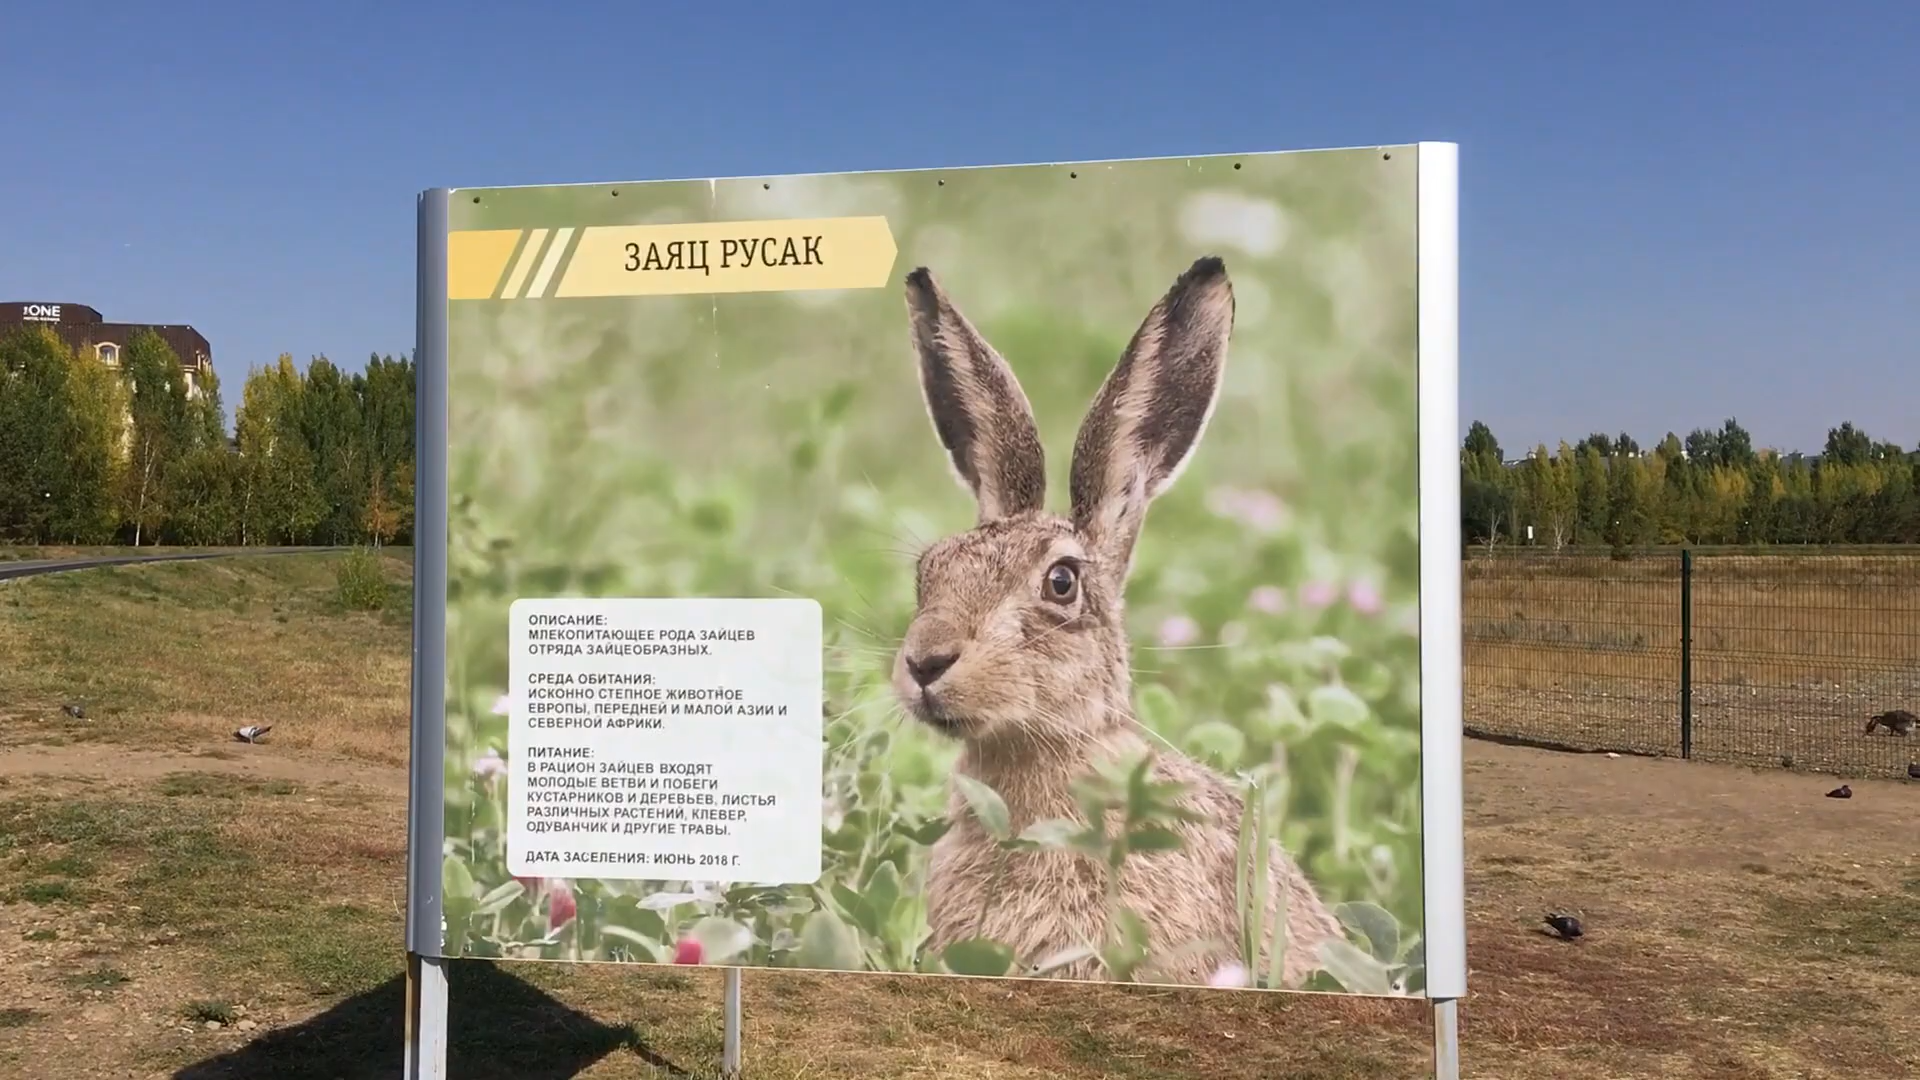 ЗАЯЦ РУСАК
ОПИСАНИЕ:
МЛЕКОПИТАЮЩЕЕ РОДА ЗАЙЦЕВ
ОТРЯДА ЗАЙЦЕОБРАЗНЫХ.
СРЕДА ОБИТАНИЯ:
ИСКОННО СТЕПНОЕ ЖИВОТНОЕ
ЕВРОПЫ, ПЕРЕДНЕЙ И МАЛОЙ АЗИИ И
СЕВЕРНОЙ АФРИКИ.
ПИТАНИЕ:
В РАЦИОН ЗАЙЦЕВ ВХОДЯТ
МОЛОДЫЕ ВЕТВИ И ПОБЕГИ
КУСТАРНИКОВ И ДЕРЕВЬЕВ, ЛИСТЬЯ
РАЗЛИЧНЫХ РАСТЕНИЙ, КЛЕВЕР,
ОДУВАНЧИК И ДРУГИЕ ТРАВЫ.
ДАТА ЗАСЕЛЕНИЯ: ИЮНЬ 2018 Г.
ONE